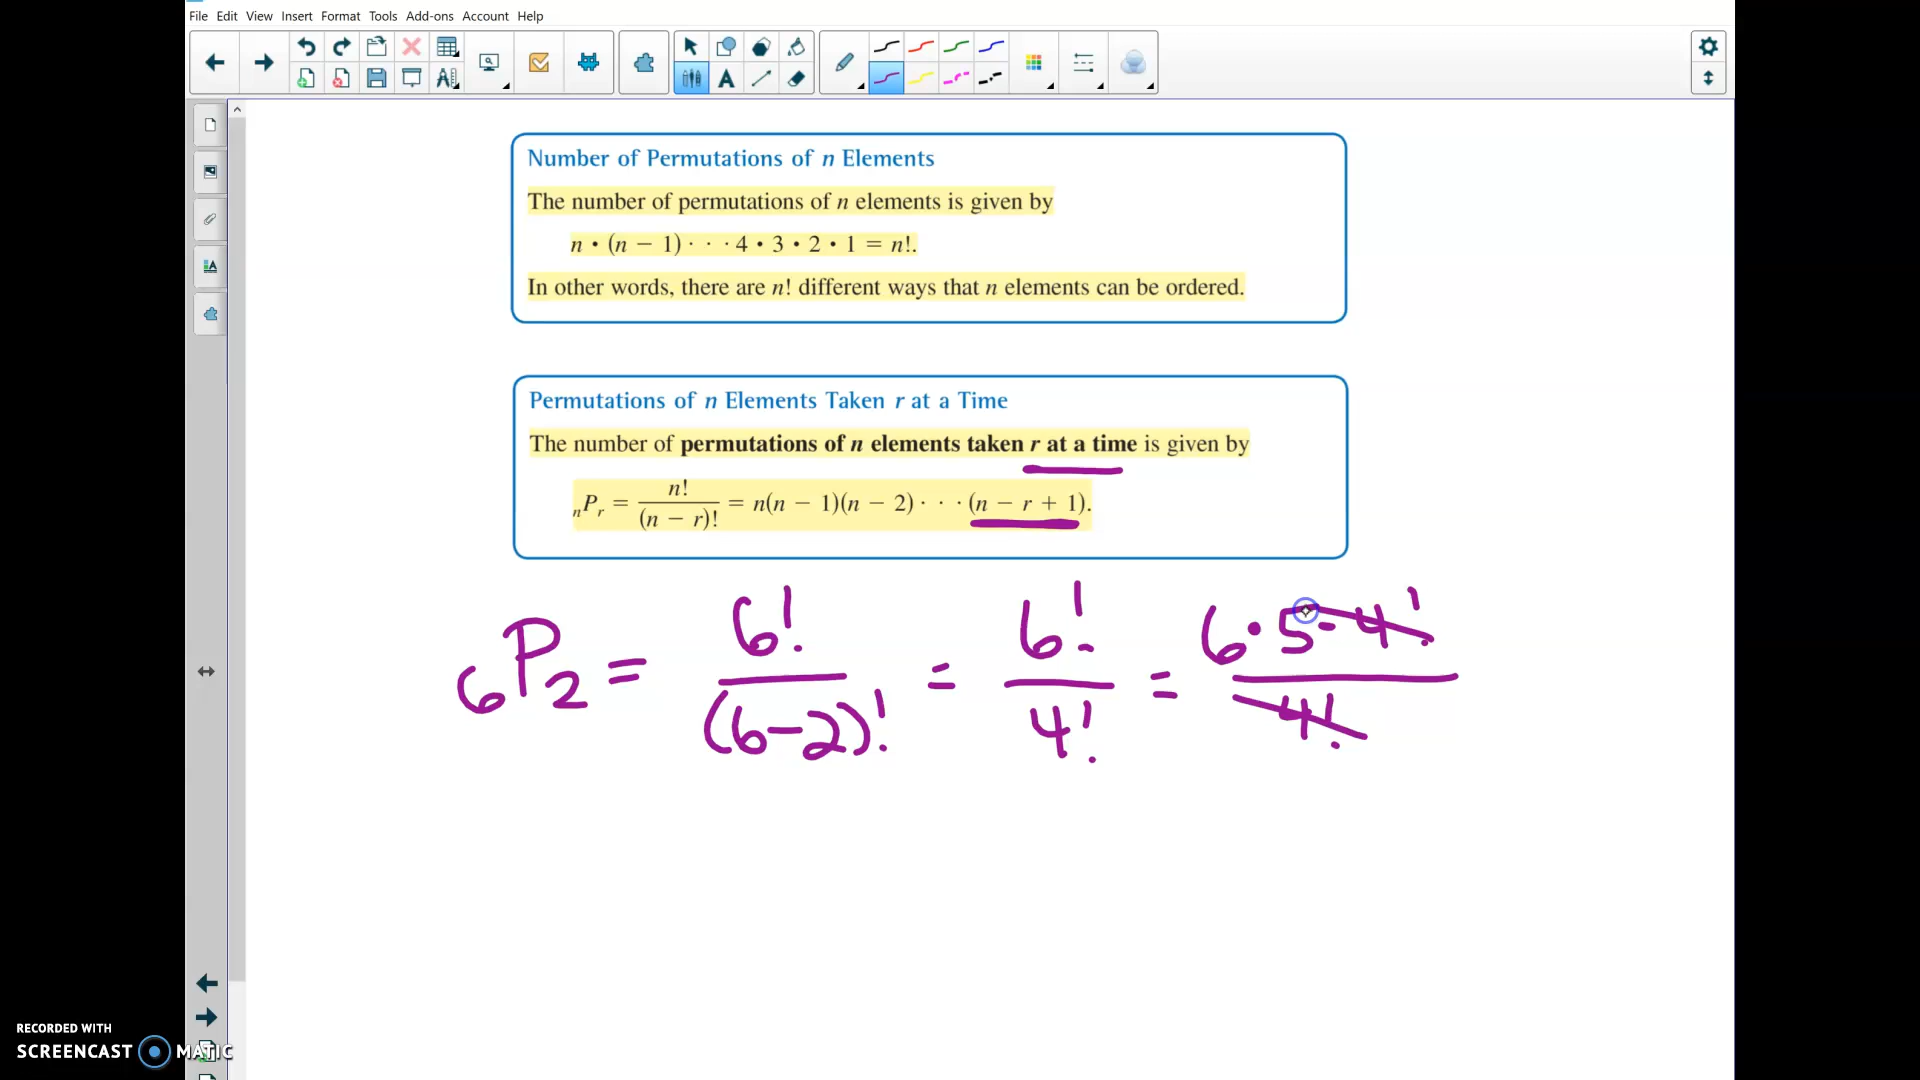 File Edit View Insert Format Tools Add-ons Account Help
Number of Permutations of n Elements
The number of permutations of n elements is given by
n • (n − 1) · · · 4 • 3 • 2 • 1 = n!.
In other words, there are n! different ways that n elements can be ordered.
Permutations of n Elements Taken r at a Time
The number of permutations of n elements taken r at a time is given by
nPr = n!/(n − r)! = n(n − 1)(n − 2) · · · (n − r + 1).
6P2 = 6!/(6−2)! = 6!/4! = 6·5·4!/4!
RECORDED WITH
SCREENCAST MATIC